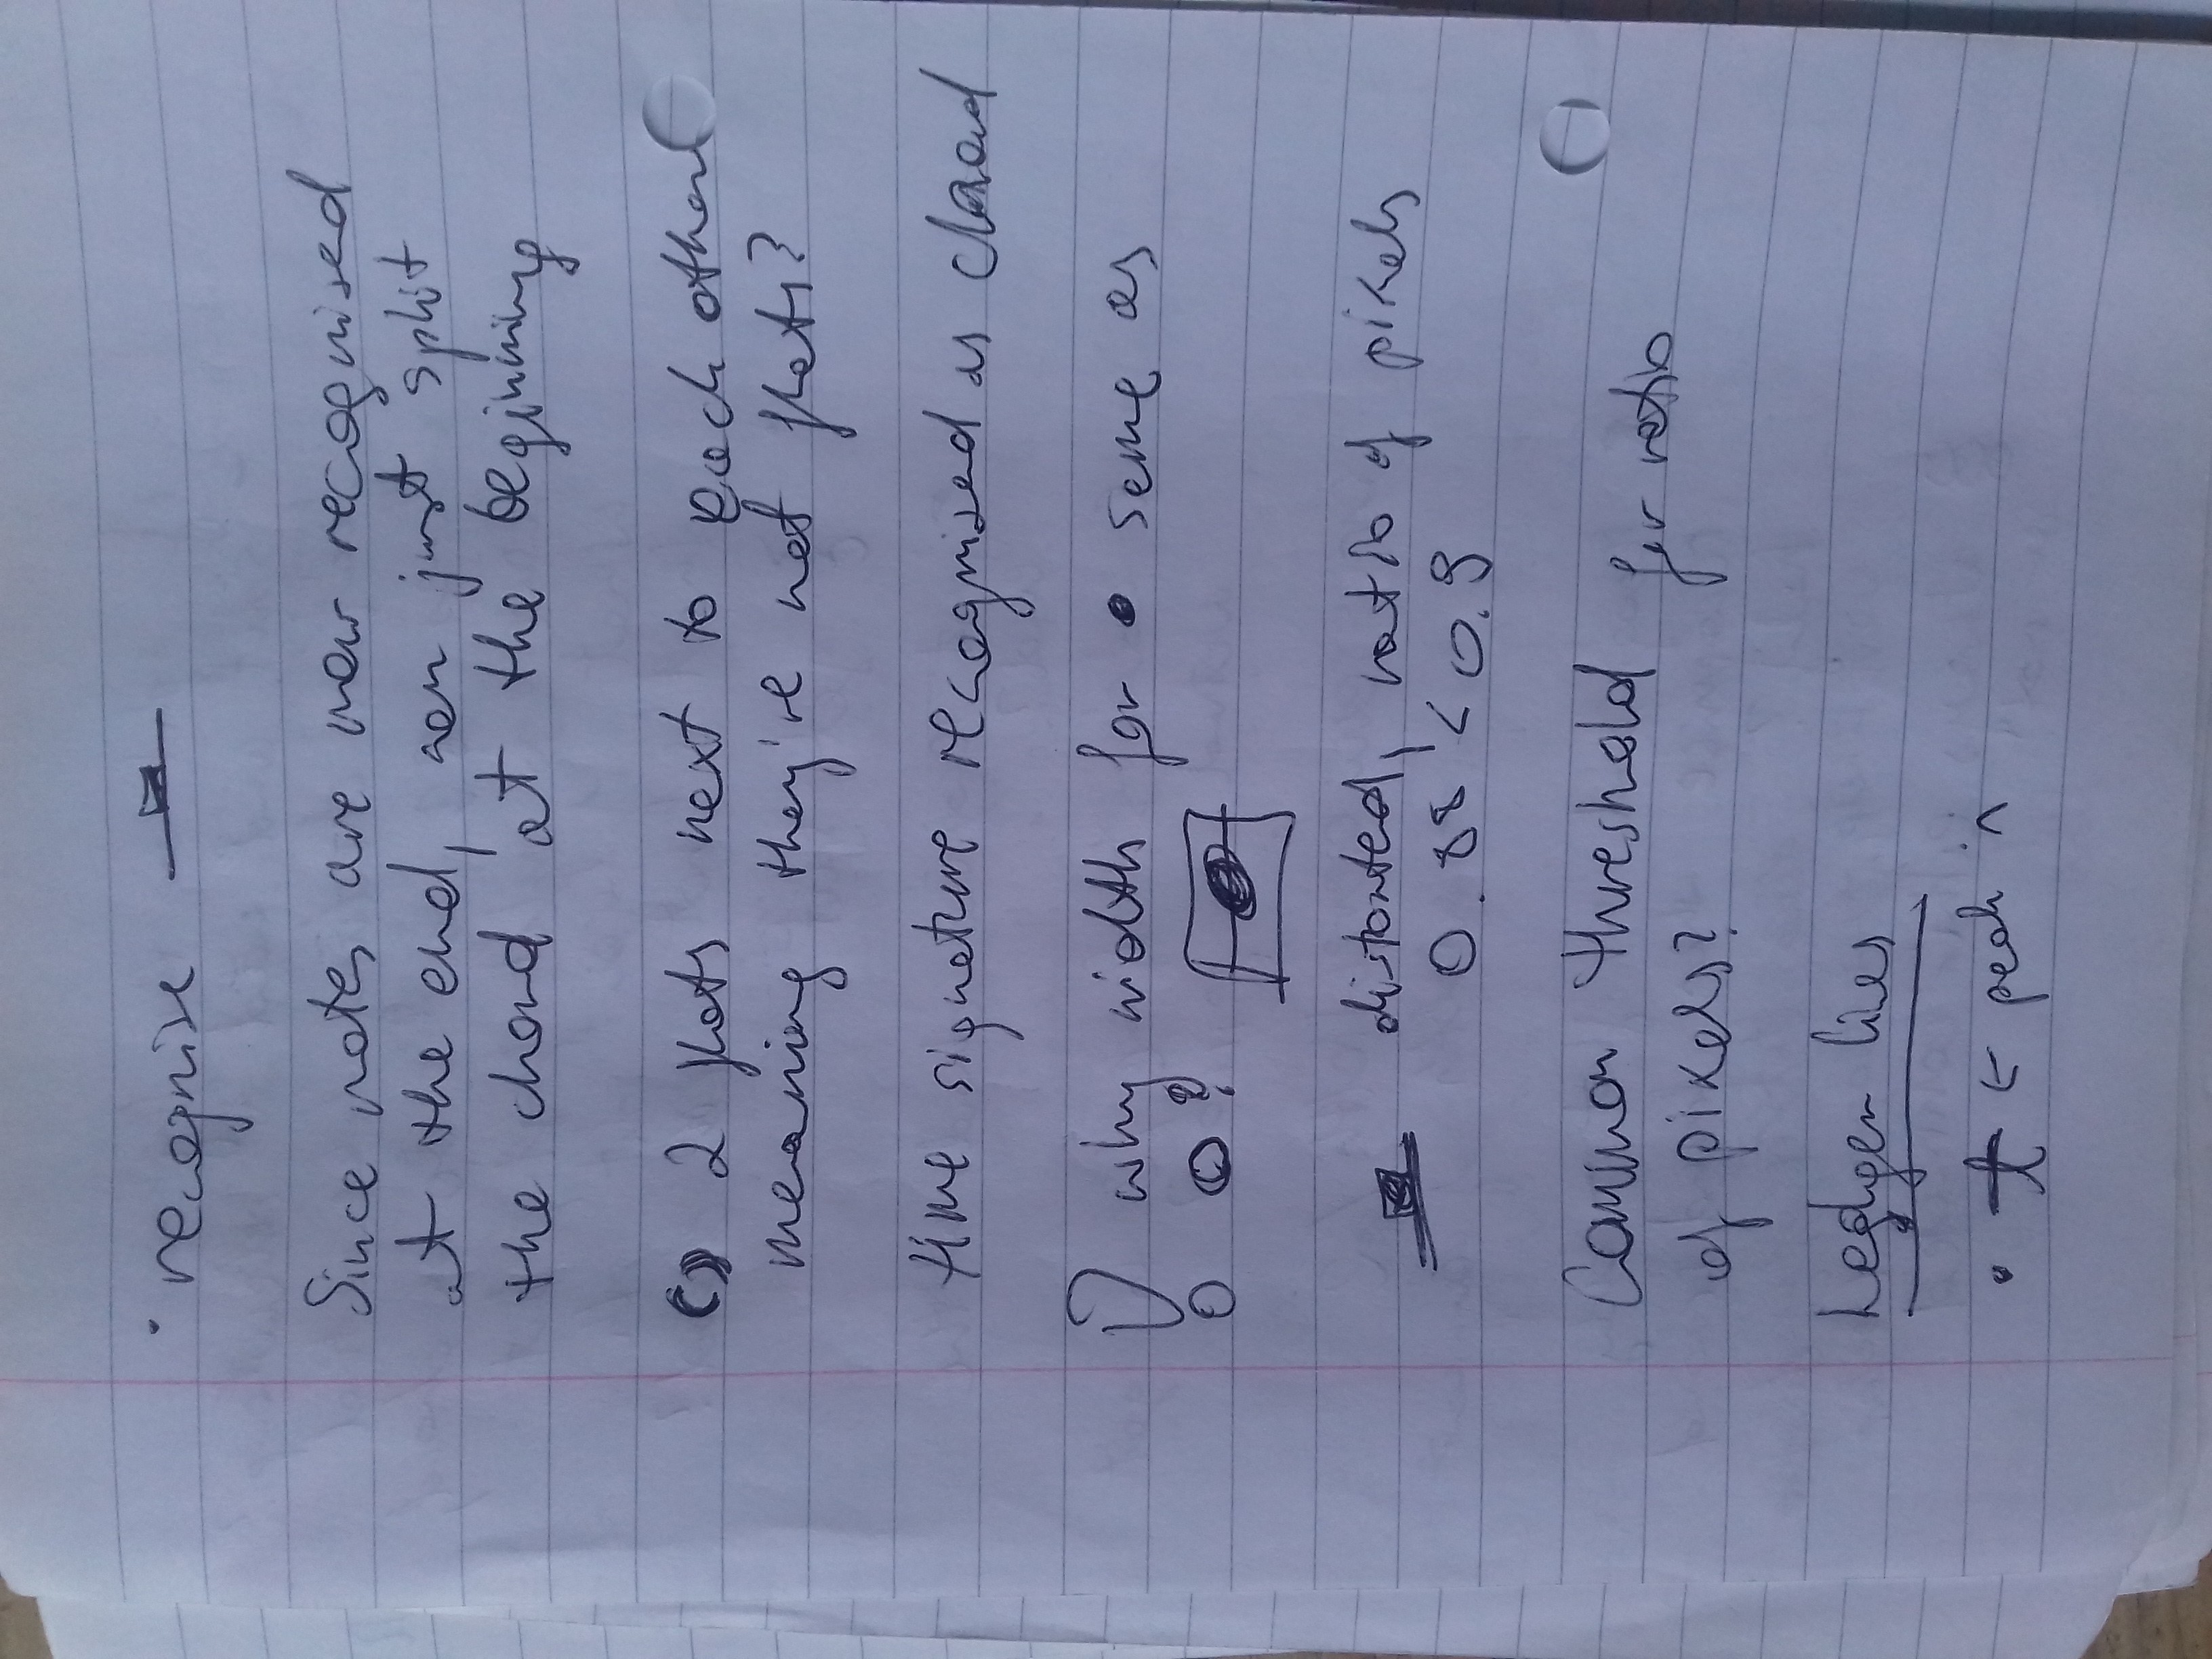 · recognise
Since notes are now recognised
at the end, can just split
the chord at the beginning
2 flats next to each other
meaning they're not flats?
time signature recognised as closed
! why width for • same as
o?
distorted, ratio of pixels
0.88 < 0.9
Common threshold for ratio
of pixels?
Ledger lines
• t ← peak in